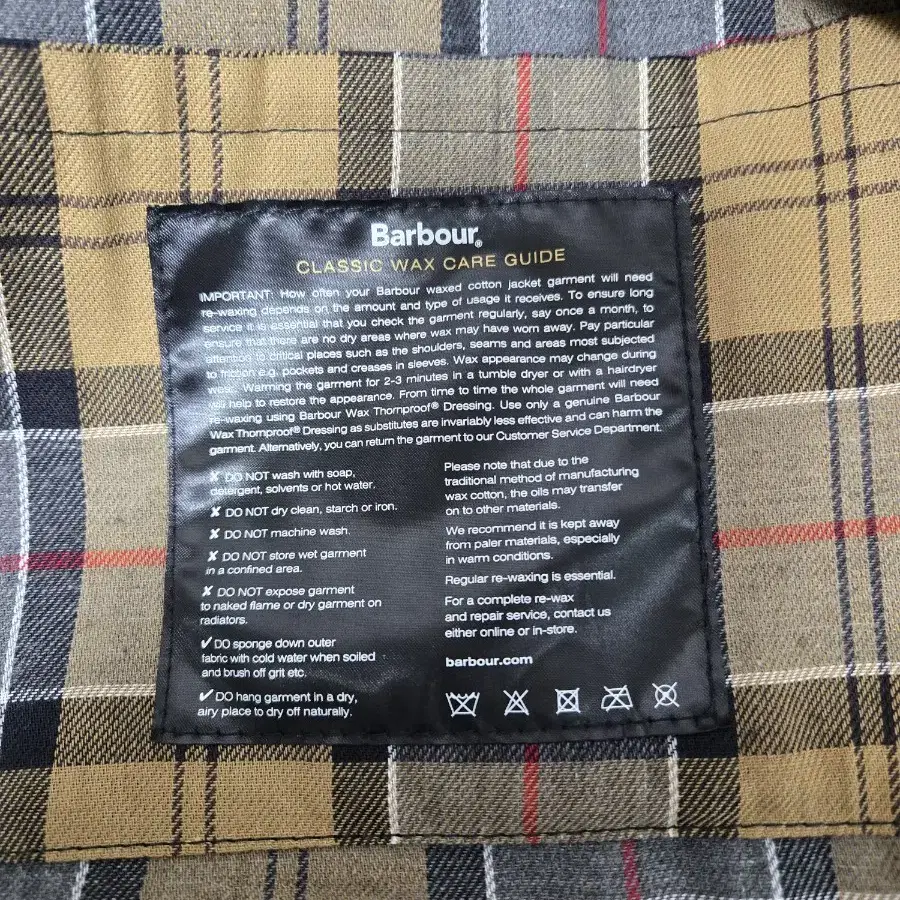 Barbour®
CLASSIC WAX CARE GUIDE
IMPORTANT: How often your Barbour waxed cotton jacket garment will need
re-waxing depends on the amount and type of usage it receives. To ensure long
service it is essential that you check the garment regularly, say once a month, to
ensure that there are no dry areas where wax may have worn away. Pay particular
attention to critical places such as the shoulders, seams and areas most subjected
to friction e.g. pockets and creases in sleeves. Wax appearance may change during
wear. Warming the garment for 2-3 minutes in a tumble dryer or with a hairdryer
will help to restore the appearance. From time to time the whole garment will need
re-waxing using Barbour Wax Thornproof® Dressing. Use only a genuine Barbour
Wax Thornproof® Dressing as substitutes are invariably less effective and can harm the
garment. Alternatively, you can return the garment to our Customer Service Department.
✘ DO NOT wash with soap,
detergent, solvents or hot water.
✘ DO NOT dry clean, starch or iron.
✘ DO NOT machine wash.
✘ DO NOT store wet garment
in a confined area.
✘ DO NOT expose garment
to naked flame or dry garment on
radiators.
✔ DO sponge down outer
fabric with cold water when soiled
and brush off grit etc.
✔ DO hang garment in a dry,
airy place to dry off naturally.
Please note that due to the
traditional method of manufacturing
wax cotton, the oils may transfer
on to other materials.
We recommend it is kept away
from paler materials, especially
in warm conditions.
Regular re-waxing is essential.
For a complete re-wax
and repair service, contact us
either online or in-store.
barbour.com